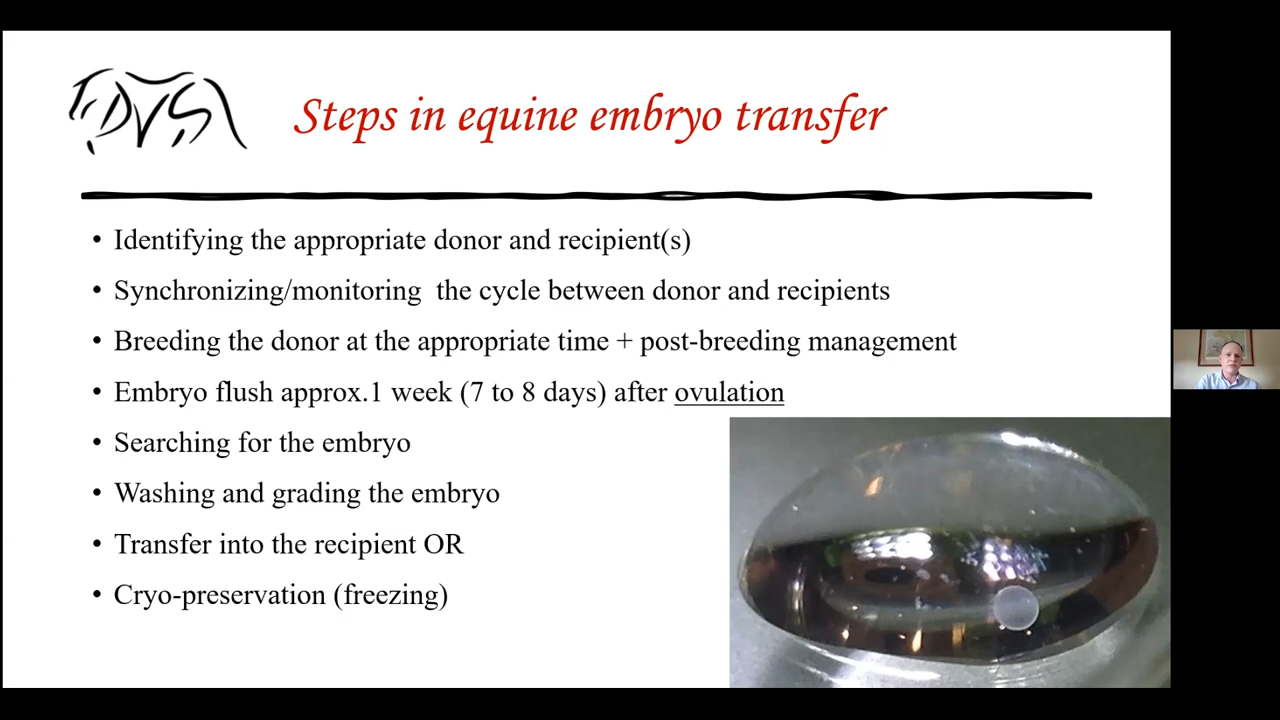 T. DVS
Steps in equine embryo transfer
• Identifying the appropriate donor and recipient(s)
• Synchronizing/monitoring  the cycle between donor and recipients
• Breeding the donor at the appropriate time + post-breeding management
• Embryo flush approx.1 week (7 to 8 days) after ovulation
• Searching for the embryo
• Washing and grading the embryo
• Transfer into the recipient OR
• Cryo-preservation (freezing)